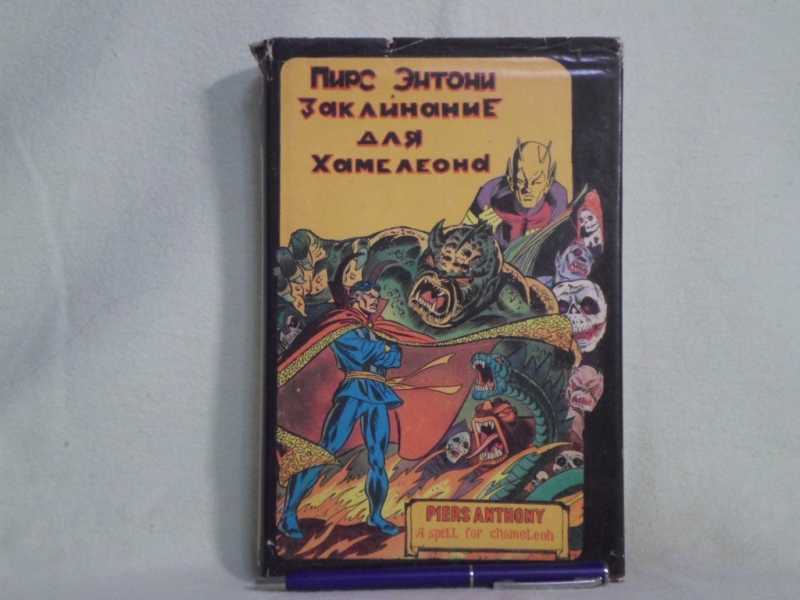 Пирс Энтони
Заклинание
для
Хамелеона
PIERS ANTHONY
A spell for chameleon